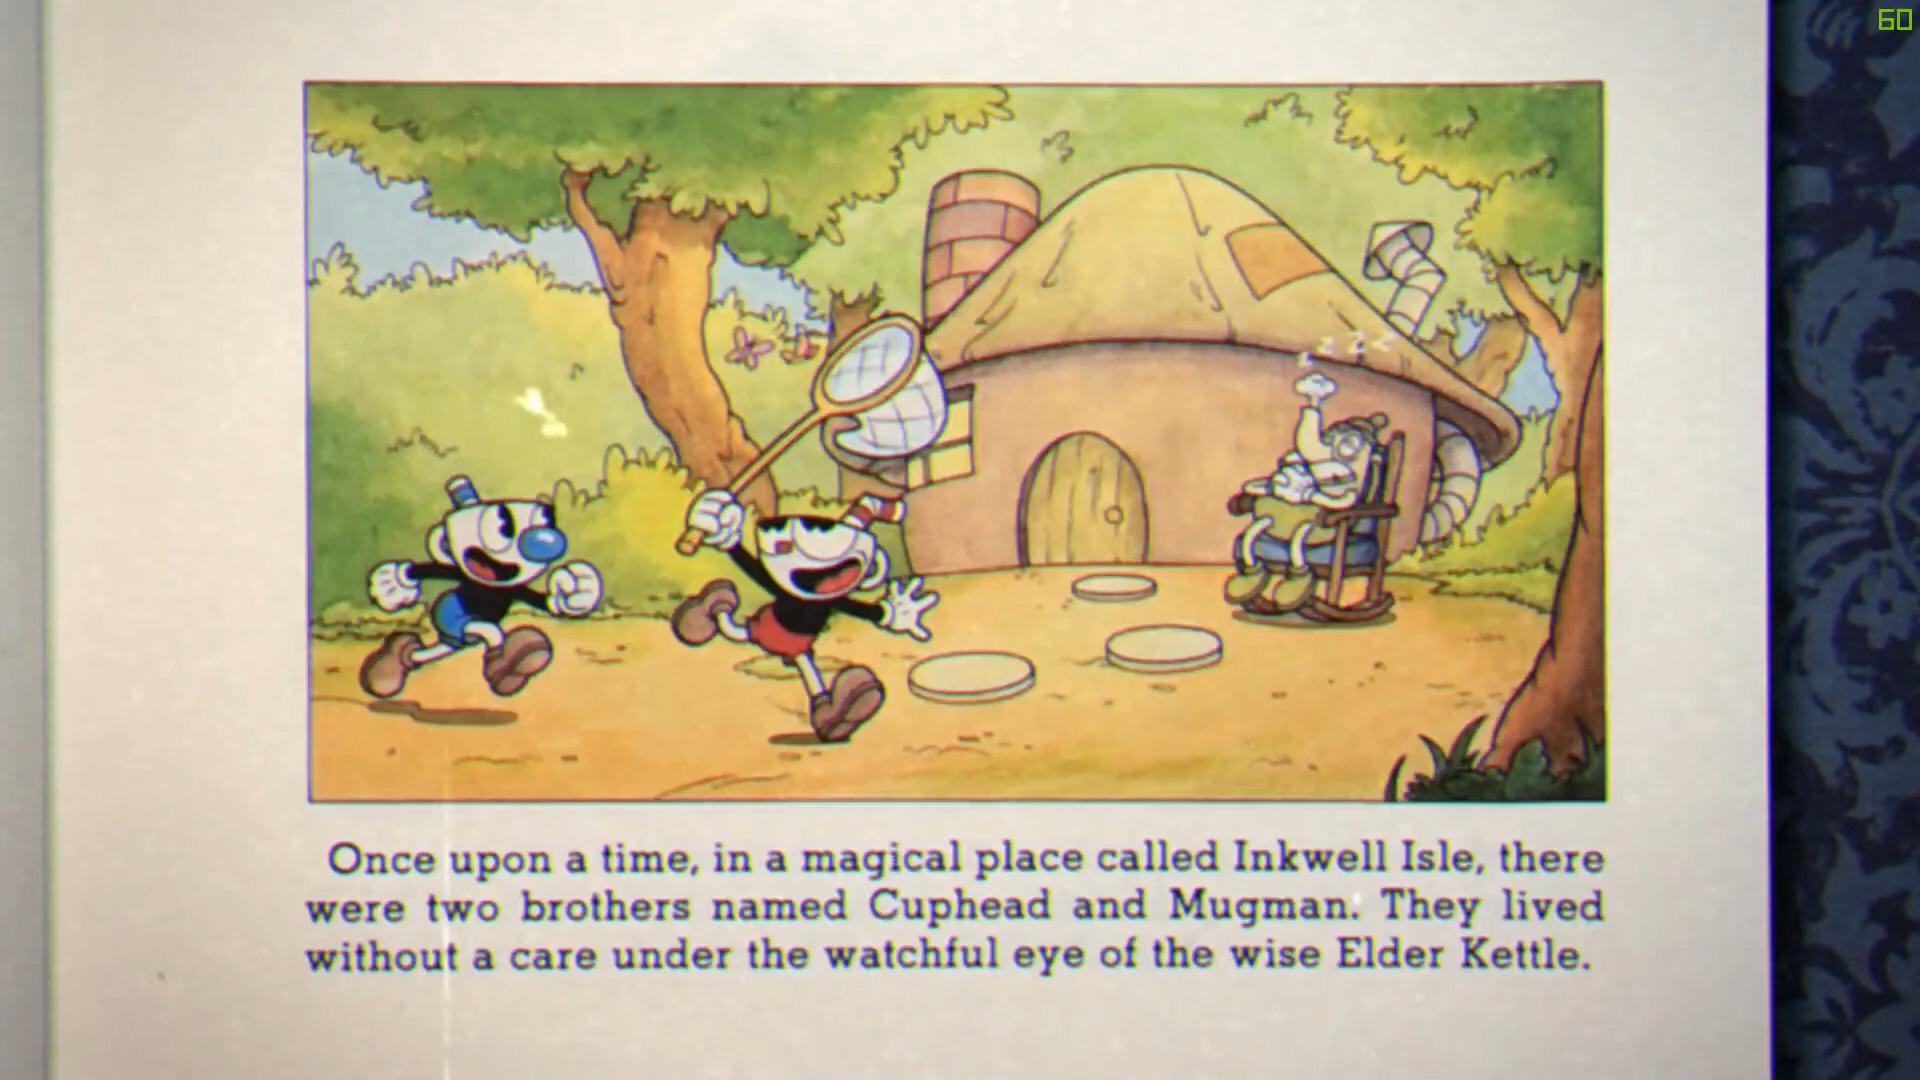 60
z z z z
Once upon a time, in a magical place called Inkwell Isle, there
were two brothers named Cuphead and Mugman. They lived
without a care under the watchful eye of the wise Elder Kettle.